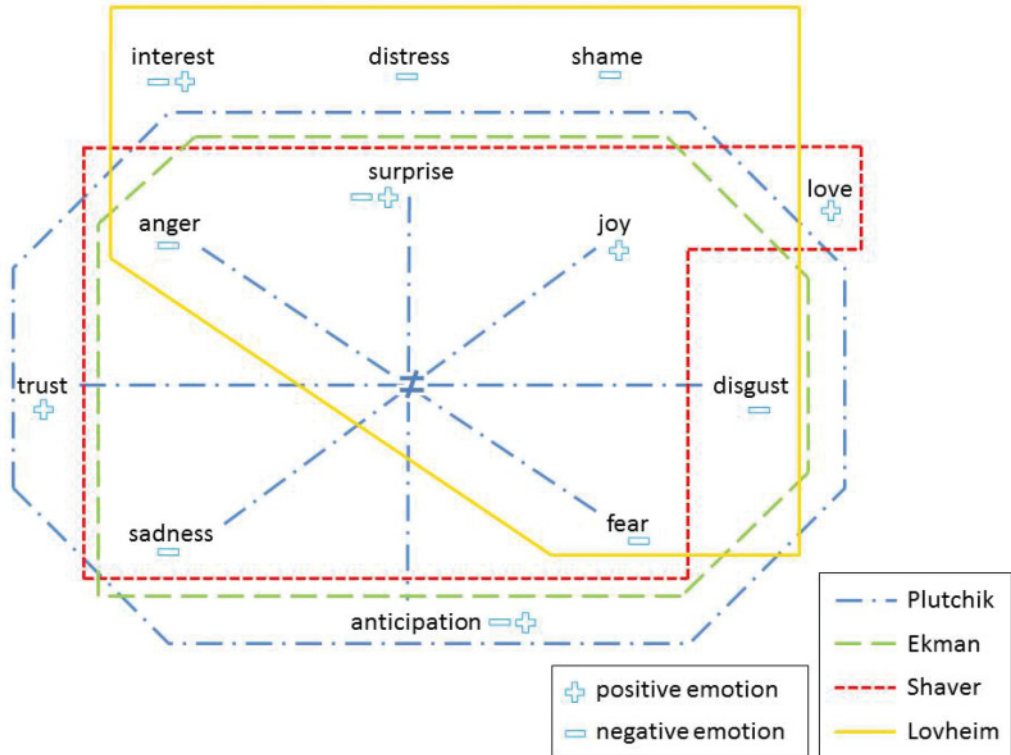 interest
distress
shame
surprise
love
anger
joy
trust
≠
disgust
sadness
fear
anticipation
positive emotion
negative emotion
Plutchik
Ekman
Shaver
Lovheim